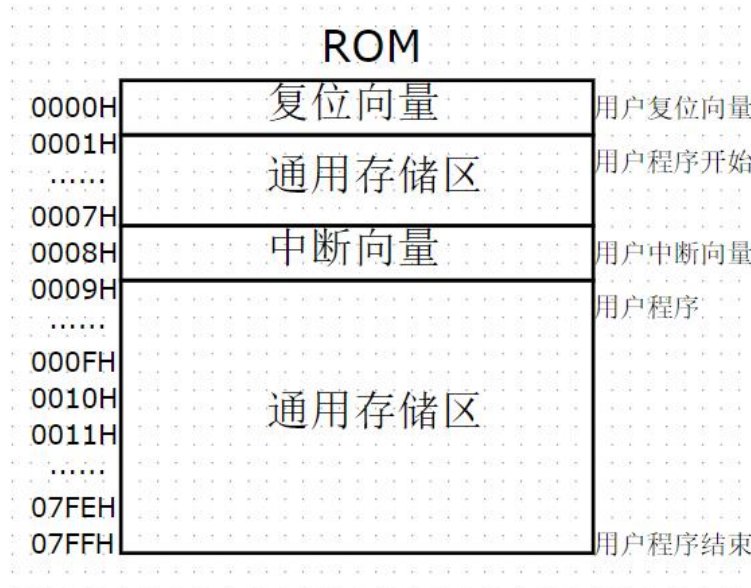 ROM
0000H 复位向量 用户复位向量
0001H 用户程序开始
...... 通用存储区
0007H
0008H 中断向量 用户中断向量
0009H 用户程序
......
000FH
0010H 通用存储区
0011H
......
07FEH
07FFH 用户程序结束